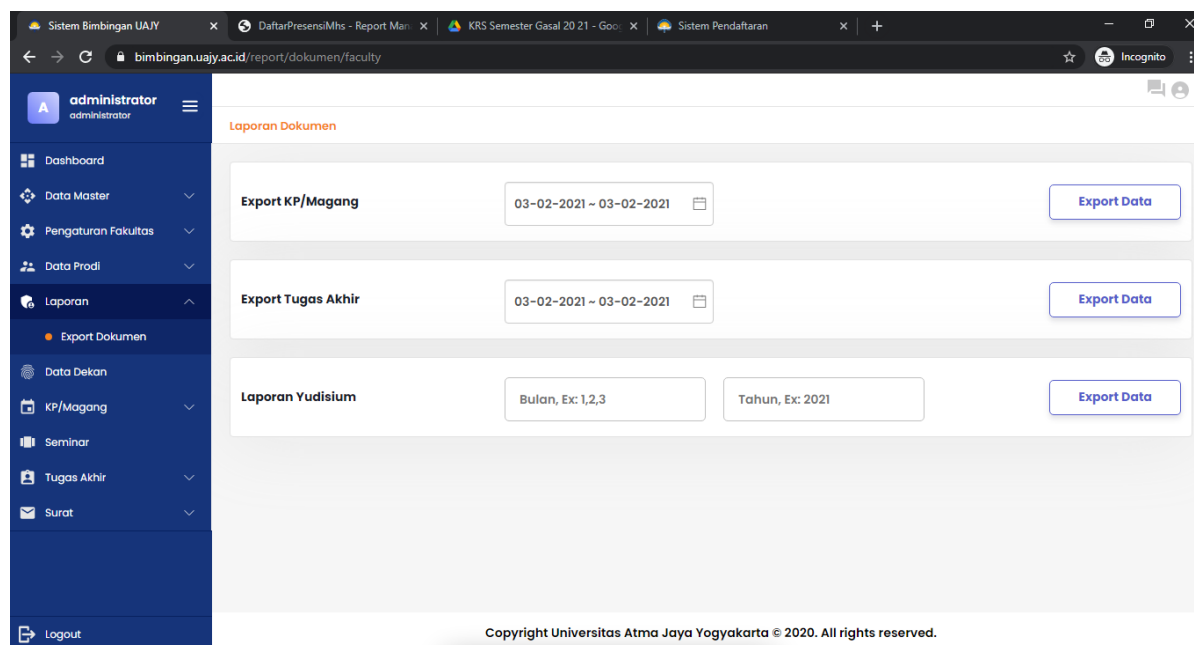 Sistem Bimbingan UAJY
DaftarPresensiMhs - Report Man
KRS Semester Gasal 20 21 - Goog
Sistem Pendaftaran
bimbingan.uajy.ac.id/report/dokumen/faculty
Incognito
A
administrator
administrator
Laporan Dokumen
Dashboard
Data Master
Pengaturan Fakultas
Data Prodi
Laporan
Export Dokumen
Data Dekan
KP/Magang
Seminar
Tugas Akhir
Surat
Logout
Export KP/Magang
03-02-2021 ~ 03-02-2021
Export Data
Export Tugas Akhir
03-02-2021 ~ 03-02-2021
Export Data
Laporan Yudisium
Bulan, Ex: 1,2,3
Tahun, Ex: 2021
Export Data
Copyright Universitas Atma Jaya Yogyakarta © 2020. All rights reserved.